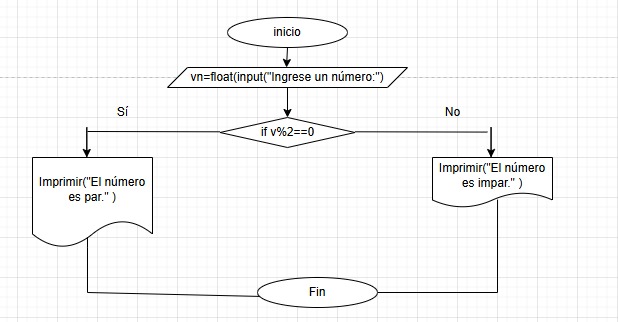 inicio
vn=float(input("Ingrese un número:")
Sí
No
if v%2==0
Imprimir("El número
es par." )
Imprimir("El número
es impar." )
Fin